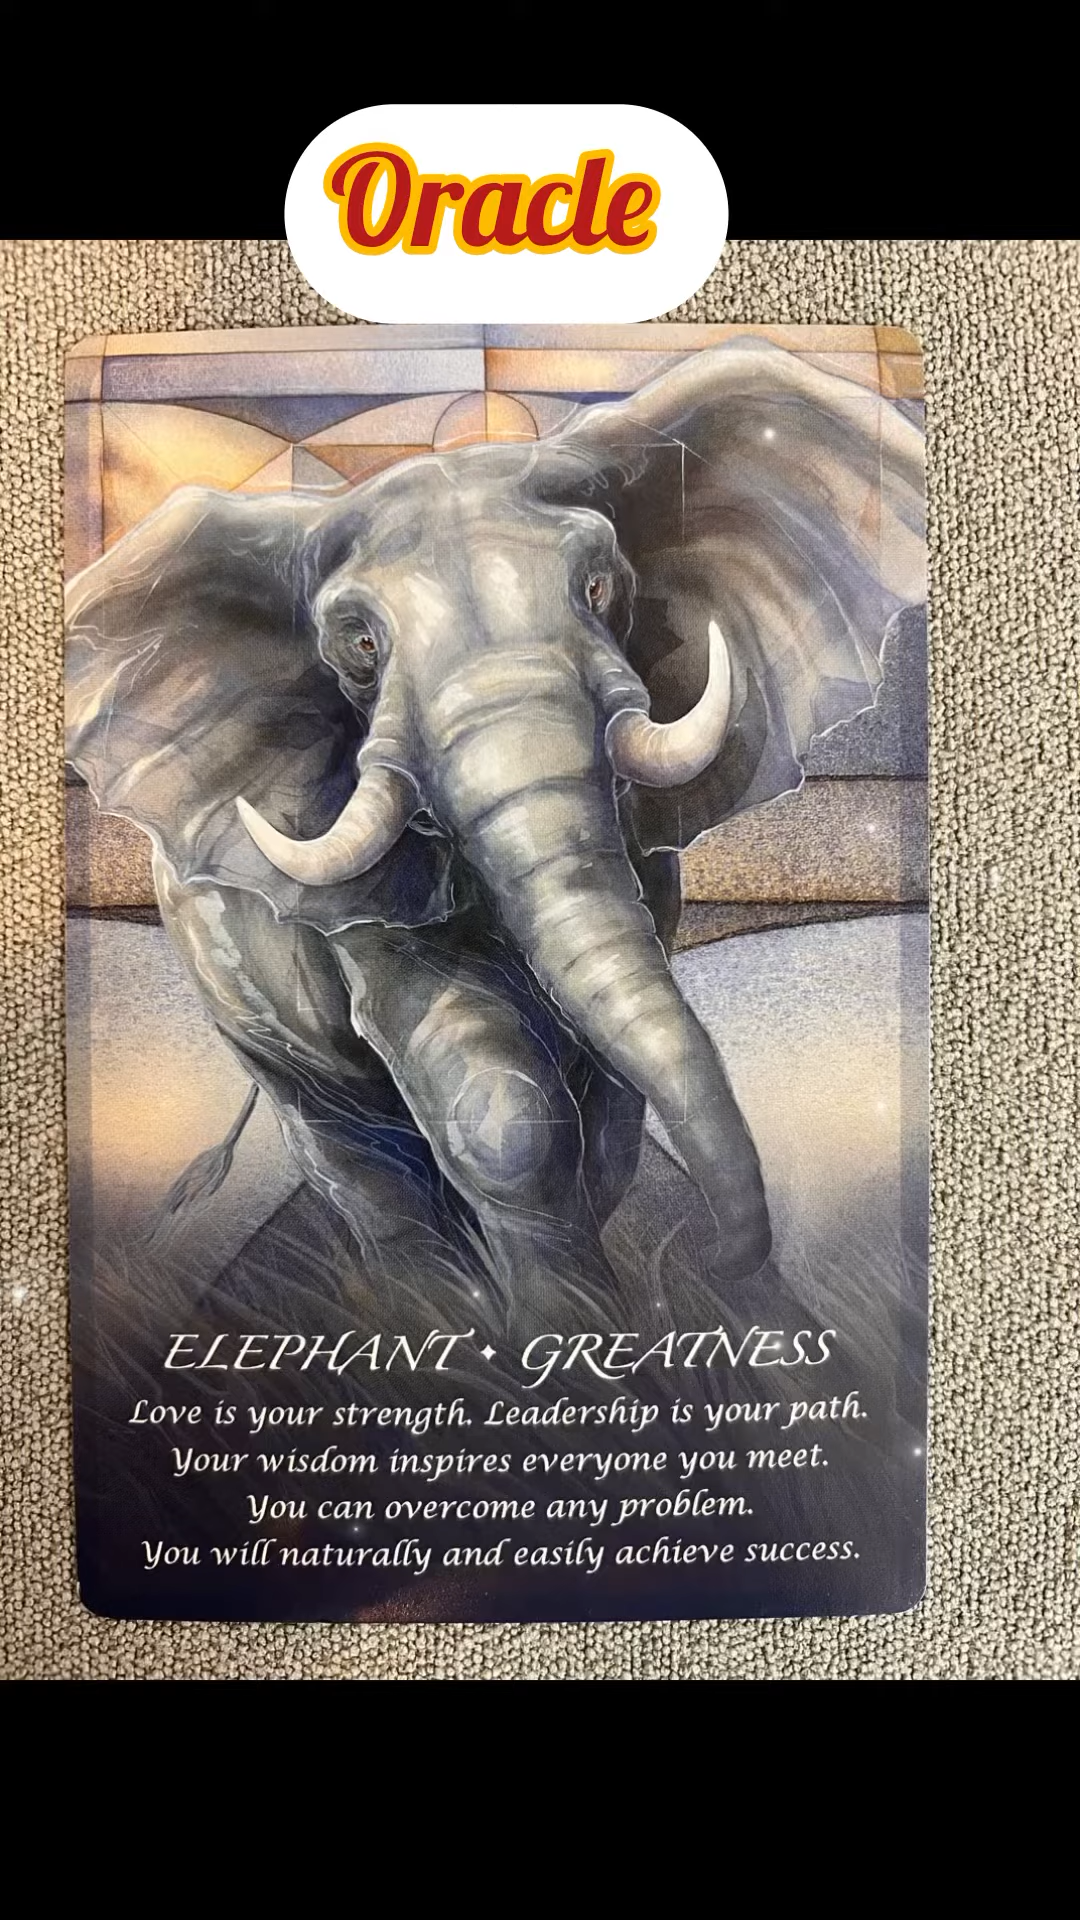 Oracle
ELEPHANT • GREATNESS
Love is your strength. Leadership is your path.
Your wisdom inspires everyone you meet.
You can overcome any problem.
You will naturally and easily achieve success.